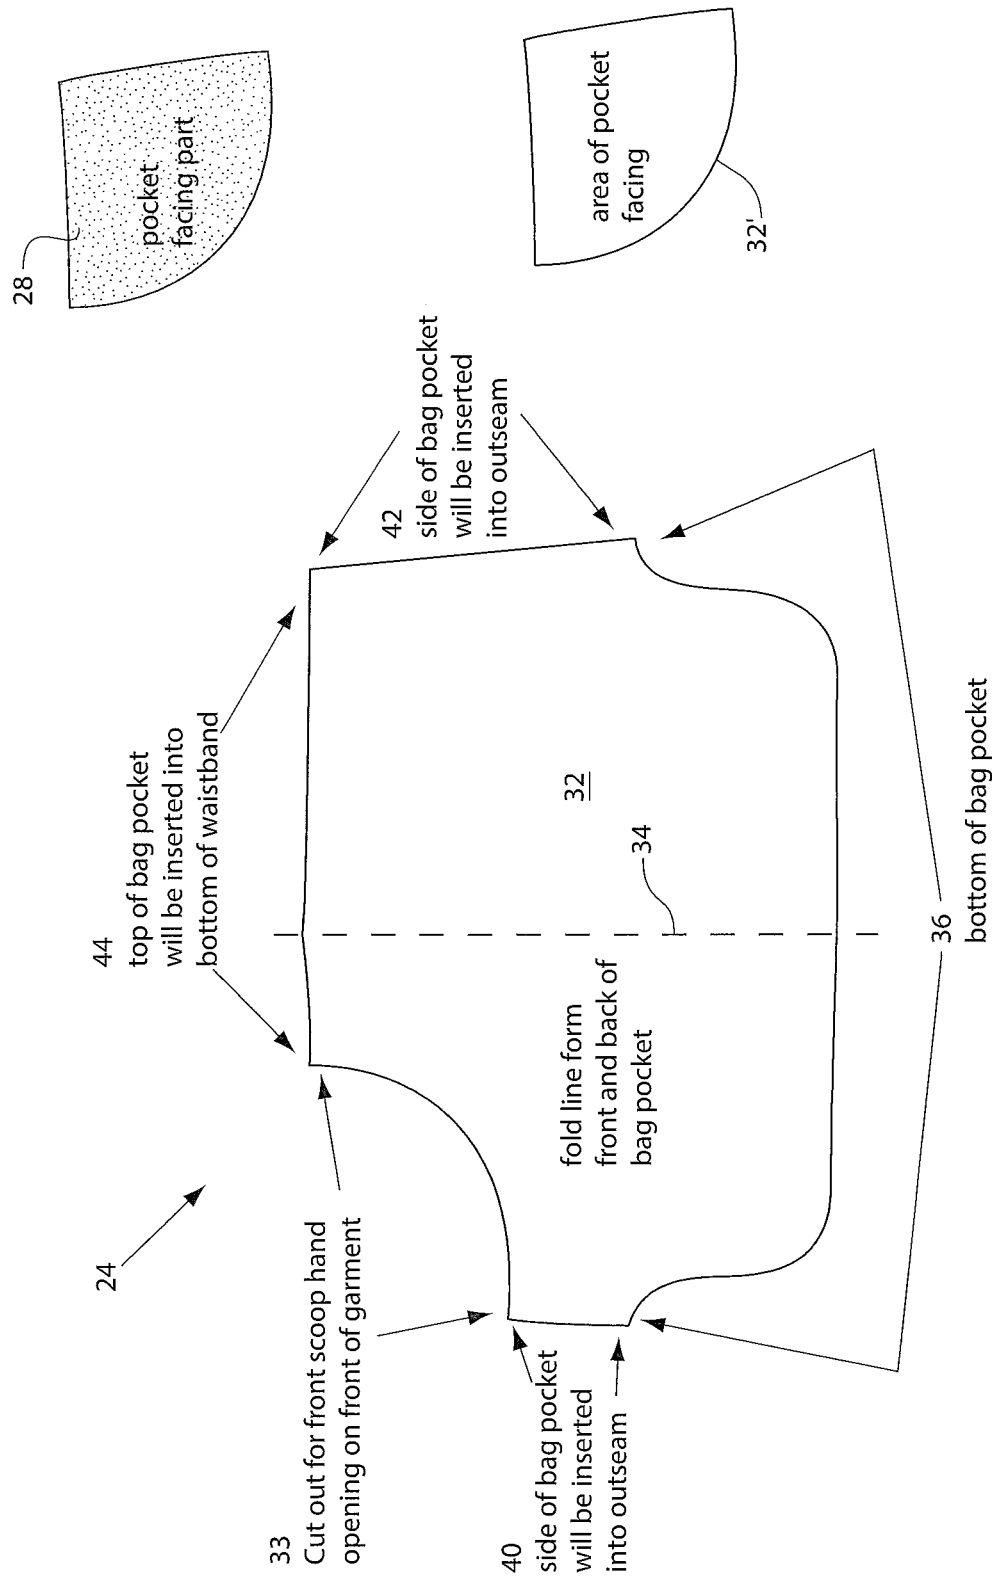 24
33
Cut out for front scoop hand
opening on front of garment
44
top of bag pocket
will be inserted into
bottom of waistband
40
side of bag pocket
will be inserted
into outseam
fold line form
front and back of
bag pocket
34
32
42
side of bag pocket
will be inserted
into outseam
36
bottom of bag pocket
28
pocket
facing part
area of pocket
facing
32'